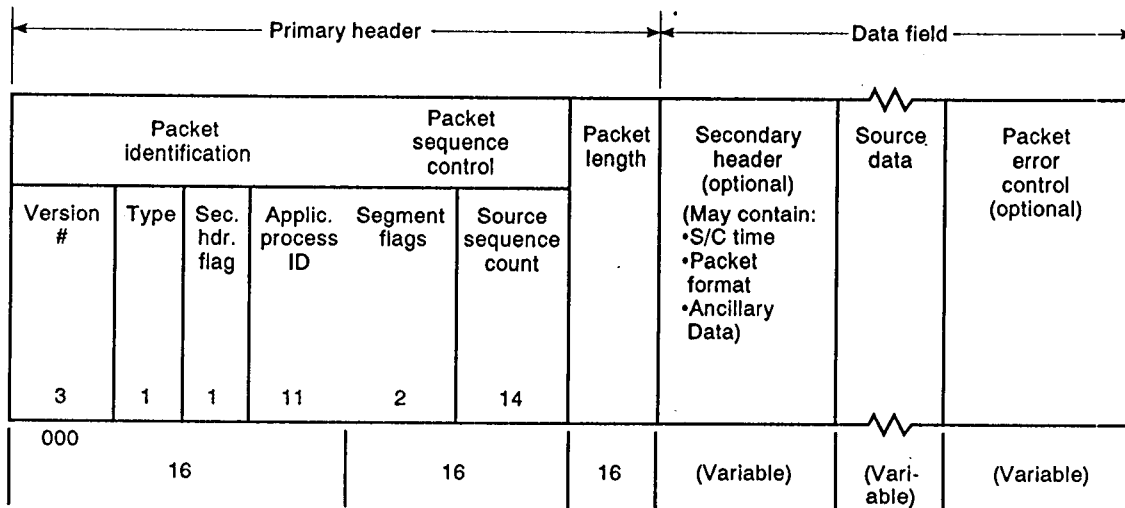 Primary header
Data field
Packet
identification
Packet
sequence
control
Packet
length
Secondary
header
(optional)
(May contain:
•S/C time
•Packet
format
•Ancillary
Data)
Source
data
Packet
error
control
(optional)
Version
#
Type
Sec.
hdr.
flag
Applic.
process
ID
Segment
flags
Source
sequence
count
3
1
1
11
2
14
000
16
16
16
(Variable)
(Vari-
able)
(Variable)